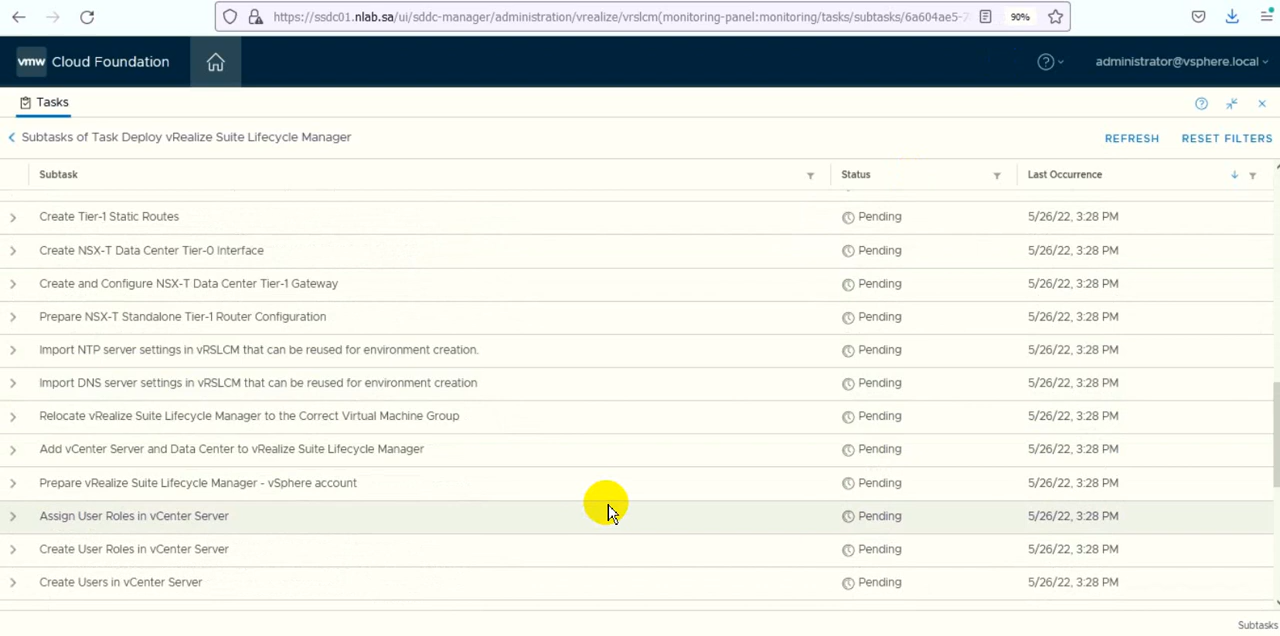 https://ssdc01.nlab.sa/ui/sddc-manager/administration/vrealize/vrslcm(monitoring-panel:monitoring/tasks/subtasks/6a604ae5-7
90%
vmw Cloud Foundation
administrator@vsphere.local
Tasks
Subtasks of Task Deploy vRealize Suite Lifecycle Manager
REFRESH RESET FILTERS
Subtask Status Last Occurrence
Create Tier-1 Static Routes Pending 5/26/22, 3:28 PM
Create NSX-T Data Center Tier-0 Interface Pending 5/26/22, 3:28 PM
Create and Configure NSX-T Data Center Tier-1 Gateway Pending 5/26/22, 3:28 PM
Prepare NSX-T Standalone Tier-1 Router Configuration Pending 5/26/22, 3:28 PM
Import NTP server settings in vRSLCM that can be reused for environment creation. Pending 5/26/22, 3:28 PM
Import DNS server settings in vRSLCM that can be reused for environment creation Pending 5/26/22, 3:28 PM
Relocate vRealize Suite Lifecycle Manager to the Correct Virtual Machine Group Pending 5/26/22, 3:28 PM
Add vCenter Server and Data Center to vRealize Suite Lifecycle Manager Pending 5/26/22, 3:28 PM
Prepare vRealize Suite Lifecycle Manager - vSphere account Pending 5/26/22, 3:28 PM
Assign User Roles in vCenter Server Pending 5/26/22, 3:28 PM
Create User Roles in vCenter Server Pending 5/26/22, 3:28 PM
Create Users in vCenter Server Pending 5/26/22, 3:28 PM
Subtasks